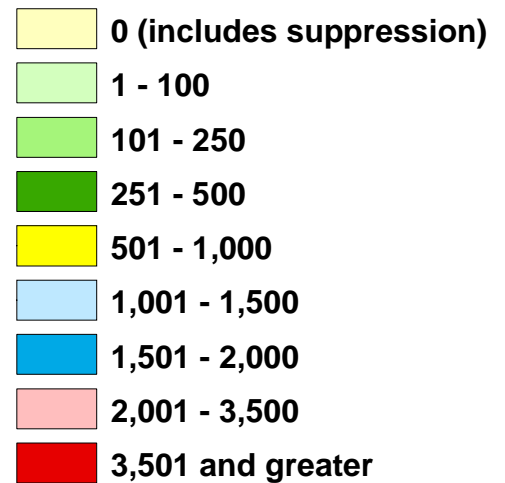 0 (includes suppression)
1 - 100
101 - 250
251 - 500
501 - 1,000
1,001 - 1,500
1,501 - 2,000
2,001 - 3,500
3,501 and greater